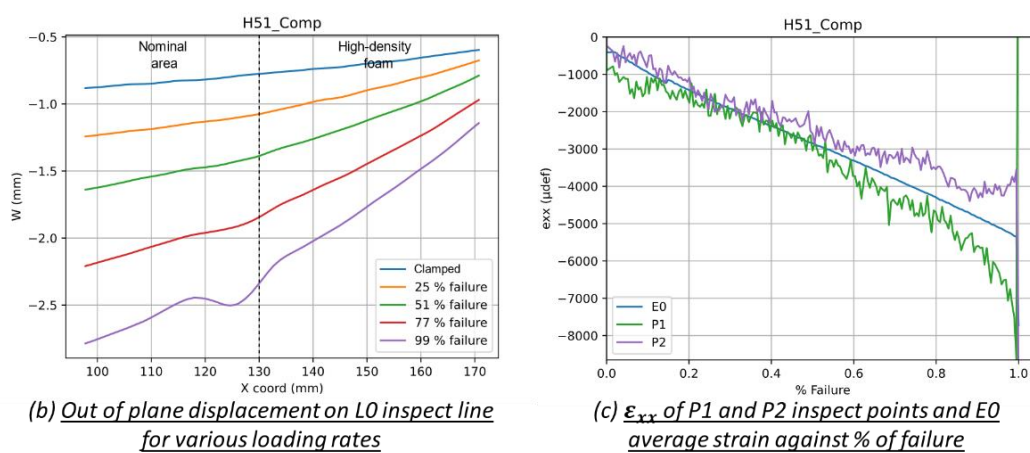 H51_Comp
−0.5
−1.0
−1.5
−2.0
−2.5
W (mm)
Nominal
area
High-density
foam
Clamped
25 % failure
51 % failure
77 % failure
99 % failure
100 110 120 130 140 150 160 170
X coord (mm)
(b) Out of plane displacement on L0 inspect line
for various loading rates
H51_Comp
0
−1000
−2000
−3000
−4000
−5000
−6000
−7000
−8000
exx (μdef)
E0
P1
P2
0.0 0.2 0.4 0.6 0.8 1.0
% Failure
(c) εxx of P1 and P2 inspect points and E0
average strain against % of failure